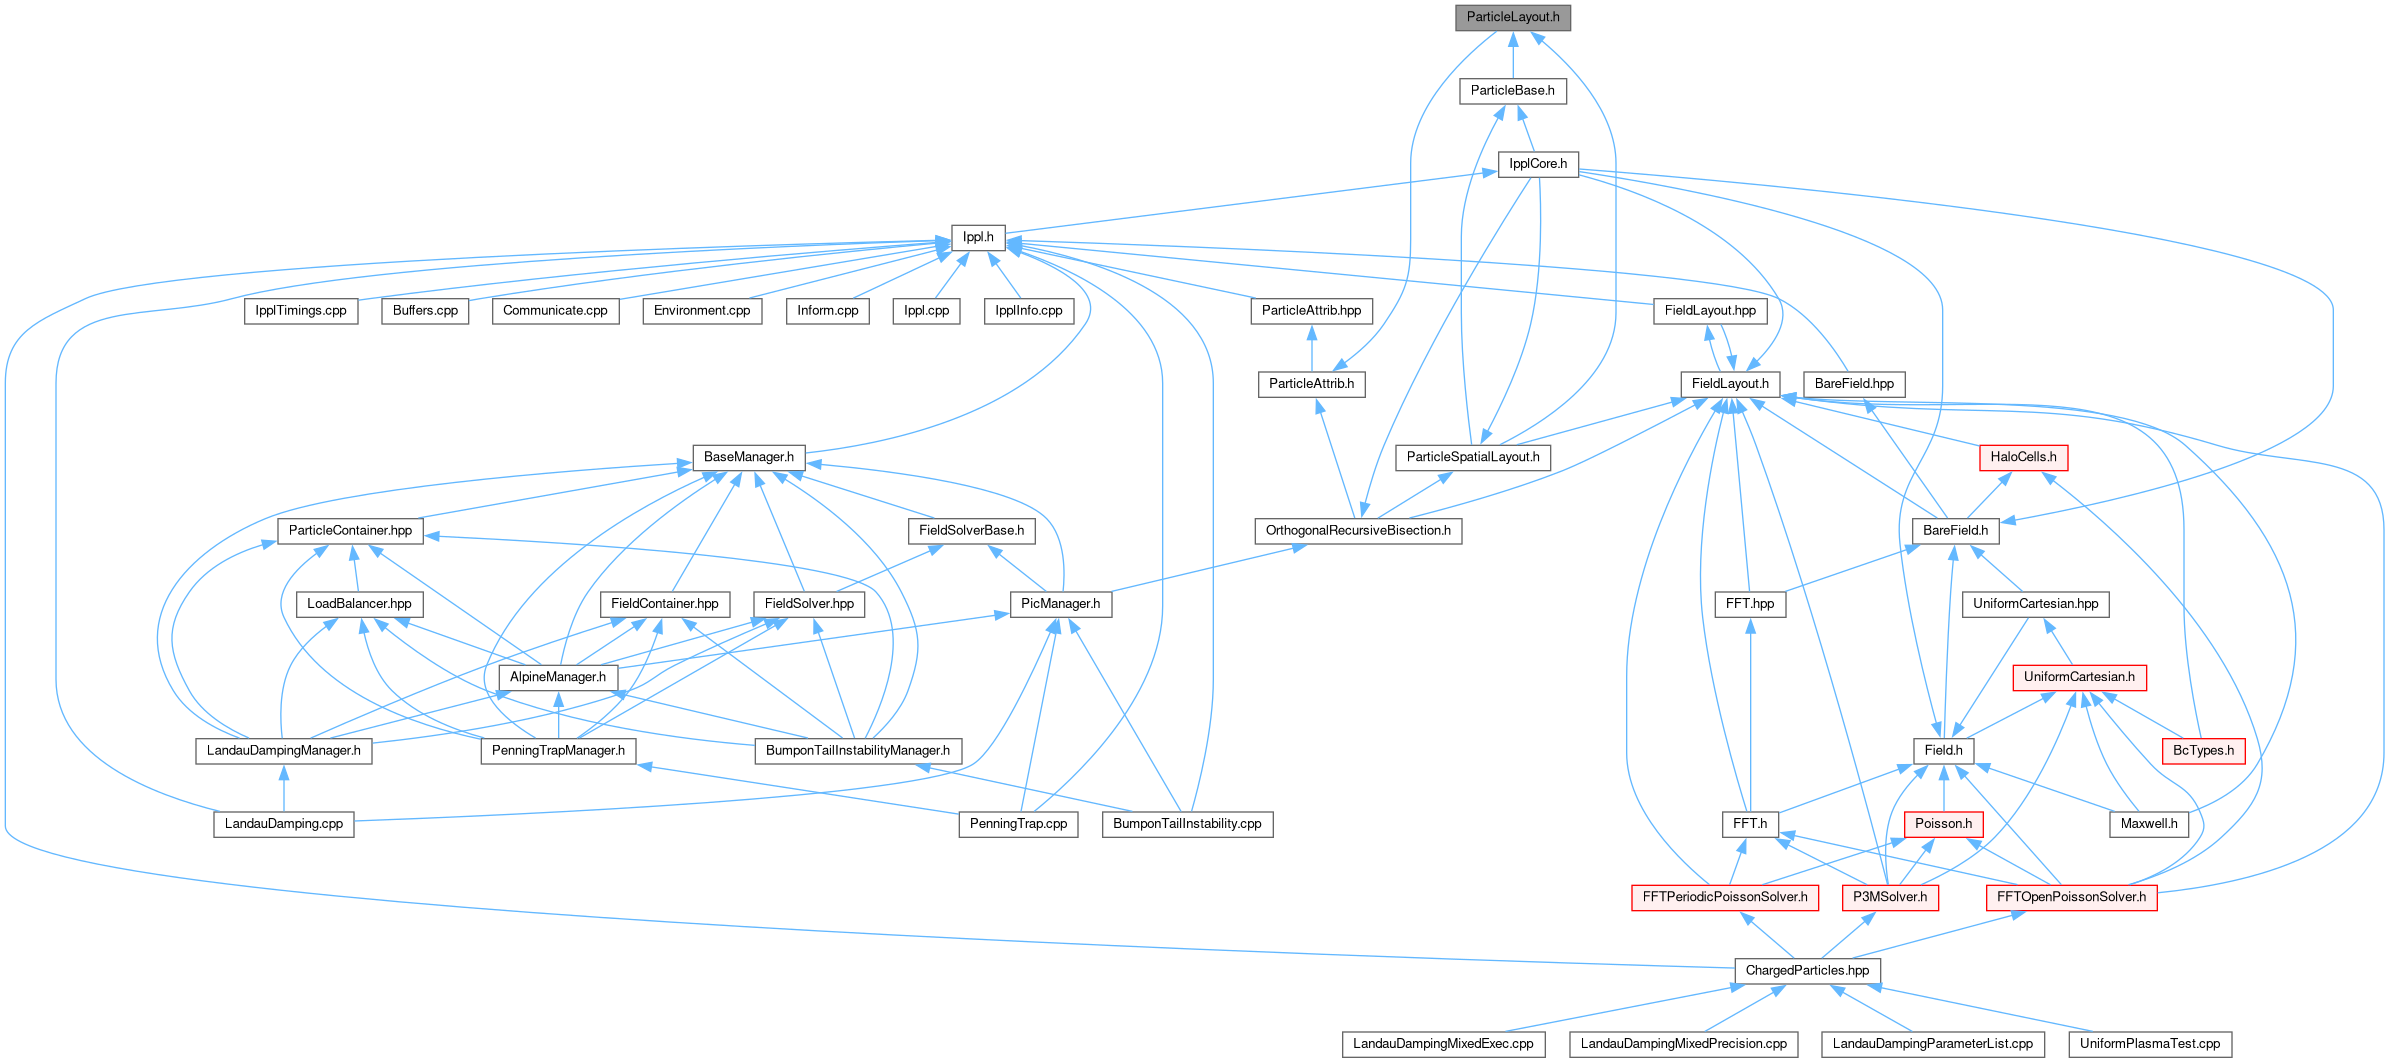 ParticleLayout.h
ParticleBase.h
IpplCore.h
Ippl.h
IpplTimings.cpp
Buffers.cpp
Communicate.cpp
Environment.cpp
Inform.cpp
Ippl.cpp
IpplInfo.cpp
ParticleAttrib.hpp
FieldLayout.hpp
ParticleAttrib.h
FieldLayout.h
BareField.hpp
BaseManager.h
ParticleSpatialLayout.h
HaloCells.h
ParticleContainer.hpp
FieldSolverBase.h
OrthogonalRecursiveBisection.h
BareField.h
LoadBalancer.hpp
FieldContainer.hpp
FieldSolver.hpp
PicManager.h
FFT.hpp
UniformCartesian.hpp
AlpineManager.h
UniformCartesian.h
LandauDampingManager.h
PenningTrapManager.h
BumponTailInstabilityManager.h
Field.h
BcTypes.h
LandauDamping.cpp
PenningTrap.cpp
BumponTailInstability.cpp
FFT.h
Poisson.h
Maxwell.h
FFTPeriodicPoissonSolver.h
P3MSolver.h
FFTOpenPoissonSolver.h
ChargedParticles.hpp
LandauDampingMixedExec.cpp
LandauDampingMixedPrecision.cpp
LandauDampingParameterList.cpp
UniformPlasmaTest.cpp